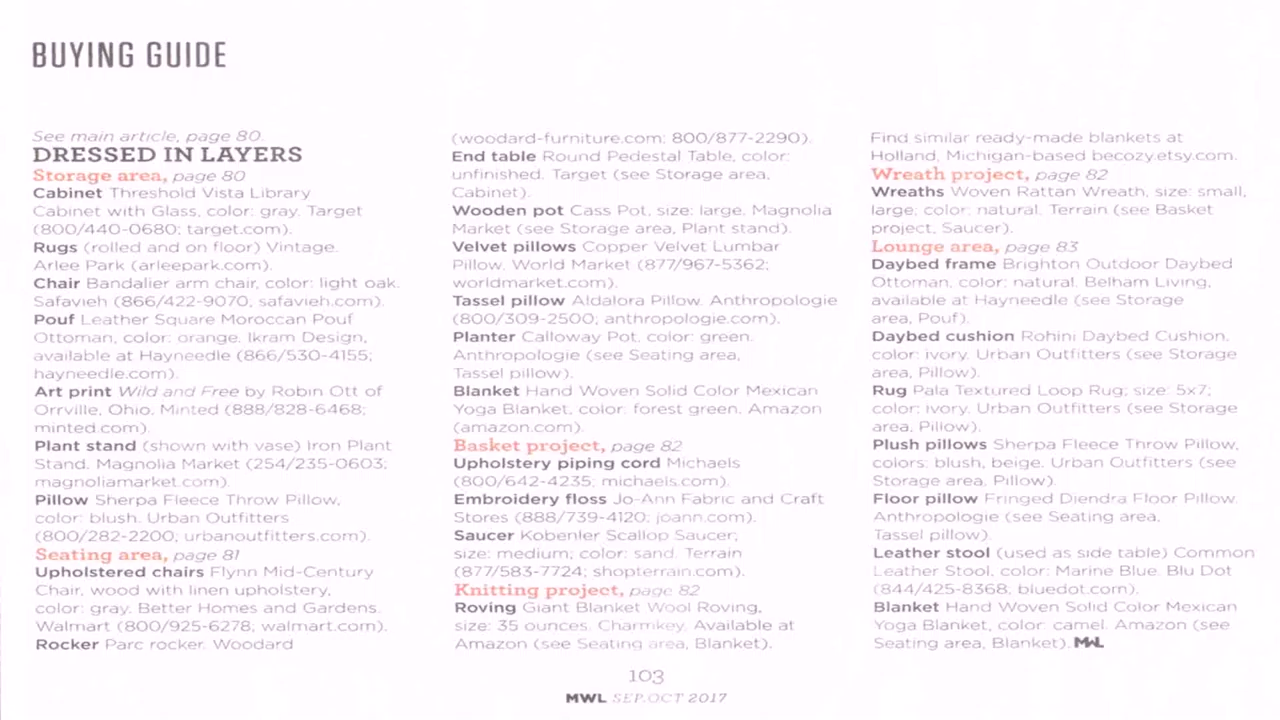 BUYING GUIDE
See main article, page 80.
DRESSED IN LAYERS
Storage area, page 80
Cabinet Threshold Vista Library
Cabinet with Glass, color: gray. Target
(800/440-0680; target.com).
Rugs (rolled and on floor) Vintage.
Arlee Park (arleepark.com).
Chair Bandalier arm chair, color: light oak.
Safavieh (866/422-9070, safavieh.com).
Pouf Leather Square Moroccan Pouf
Ottoman, color: orange. Ikram Design,
available at Hayneedle (866/530-4155;
hayneedle.com).
Art print Wild and Free by Robin Ott of
Orrville, Ohio. Minted (888/828-6468;
minted.com).
Plant stand (shown with vase) Iron Plant
Stand. Magnolia Market (254/235-0603;
magnoliamarket.com).
Pillow Sherpa Fleece Throw Pillow,
color: blush. Urban Outfitters
(800/282-2200; urbanoutfitters.com).
Seating area, page 81
Upholstered chairs Flynn Mid-Century
Chair, wood with linen upholstery,
color: gray. Better Homes and Gardens.
Walmart (800/925-6278; walmart.com).
Rocker Parc rocker. Woodard
(woodard-furniture.com; 800/877-2290).
End table Round Pedestal Table, color:
unfinished. Target (see Storage area,
Cabinet).
Wooden pot Cass Pot, size: large. Magnolia
Market (see Storage area, Plant stand).
Velvet pillows Copper Velvet Lumbar
Pillow. World Market (877/967-5362;
worldmarket.com).
Tassel pillow Aldalora Pillow. Anthropologie
(800/309-2500; anthropologie.com).
Planter Calloway Pot, color: green.
Anthropologie (see Seating area,
Tassel pillow).
Blanket Hand Woven Solid Color Mexican
Yoga Blanket, color: forest green. Amazon
(amazon.com).
Basket project, page 82
Upholstery piping cord Michaels
(800/642-4235; michaels.com).
Embroidery floss Jo-Ann Fabric and Craft
Stores (888/739-4120; joann.com).
Saucer Kobenler Scallop Saucer;
size: medium; color: sand. Terrain
(877/583-7724; shopterrain.com).
Knitting project, page 82
Roving Giant Blanket Wool Roving,
size: 35 ounces. Charmkey. Available at
Amazon (see Seating area, Blanket).
Find similar ready-made blankets at
Holland, Michigan-based becozy.etsy.com.
Wreath project, page 82
Wreaths Woven Rattan Wreath, size: small,
large; color: natural. Terrain (see Basket
project, Saucer).
Lounge area, page 83
Daybed frame Brighton Outdoor Daybed
Ottoman, color: natural. Belham Living,
available at Hayneedle (see Storage
area, Pouf).
Daybed cushion Rohini Daybed Cushion,
color: ivory. Urban Outfitters (see Storage
area, Pillow).
Rug Pala Textured Loop Rug; size: 5x7;
color: ivory. Urban Outfitters (see Storage
area, Pillow).
Plush pillows Sherpa Fleece Throw Pillow,
colors: blush, beige. Urban Outfitters (see
Storage area, Pillow).
Floor pillow Fringed Diendra Floor Pillow.
Anthropologie (see Seating area,
Tassel pillow).
Leather stool (used as side table) Common
Leather Stool, color: Marine Blue. Blu Dot
(844/425-8368; bludot.com).
Blanket Hand Woven Solid Color Mexican
Yoga Blanket, color: camel. Amazon (see
Seating area, Blanket). MWL
103
MWL SEP.OCT 2017